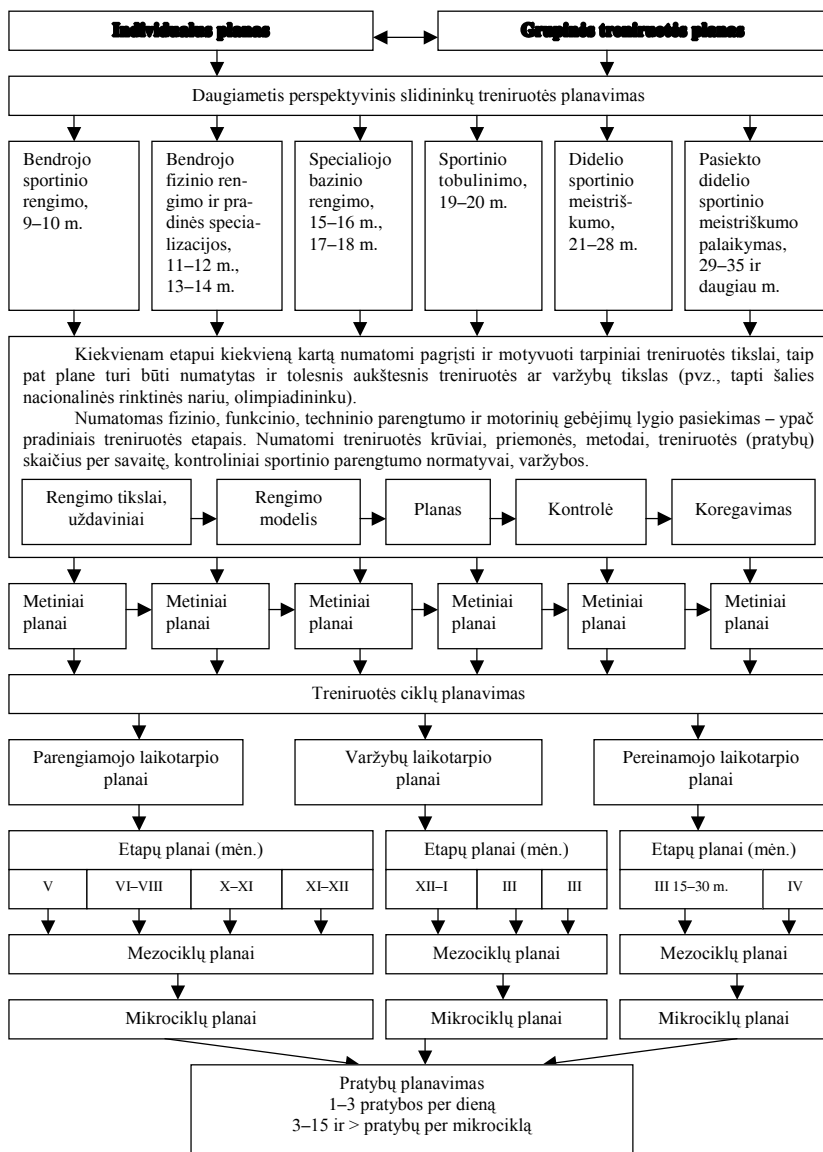 Individualus planas
Grupinės treniruotės planas
Daugiametis perspektyvinis slidininkų treniruotės planavimas
Bendrojo
sportinio
rengimo,
9–10 m.
Bendrojo
fizinio ren-
gimo ir pra-
dinės specia-
lizacijos,
11–12 m.,
13–14 m.
Specialiojo
bazinio
rengimo,
15–16 m.,
17–18 m.
Sportinio
tobulinimo,
19–20 m.
Didelio
sportinio
meistriš-
kumo,
21–28 m.
Pasiekto
didelio
sportinio
meistriškumo
palaikymas,
29–35 ir
daugiau m.
Kiekvienam etapui kiekvieną kartą numatomi pagrįsti ir motyvuoti tarpiniai treniruotės tikslai, taip
pat plane turi būti numatytas ir tolesnis aukštesnis treniruotės ar varžybų tikslas (pvz., tapti šalies
nacionalinės rinktinės nariu, olimpiadininku).
Numatomas fizinio, funkcinio, techninio parengtumo ir motorinių gebėjimų lygio pasiekimas – ypač
pradiniais treniruotės etapais. Numatomi treniruotės krūviai, priemonės, metodai, treniruotės (pratybų)
skaičius per savaitę, kontroliniai sportinio parengtumo normatyvai, varžybos.
Rengimo tikslai,
uždaviniai
Rengimo
modelis
Planas
Kontrolė
Koregavimas
Metiniai
planai
Metiniai
planai
Metiniai
planai
Metiniai
planai
Metiniai
planai
Metiniai
planai
Treniruotės ciklų planavimas
Parengiamojo laikotarpio
planai
Varžybų laikotarpio
planai
Pereinamojo laikotarpio
planai
Etapų planai (mėn.)
Etapų planai (mėn.)
Etapų planai (mėn.)
V VI–VIII X–XI XI–XII
XII–I III III
III 15–30 m. IV
Mezociklų planai
Mezociklų planai
Mezociklų planai
Mikrociklų planai
Mikrociklų planai
Mikrociklų planai
Pratybų planavimas
1–3 pratybos per dieną
3–15 ir > pratybų per mikrociklą